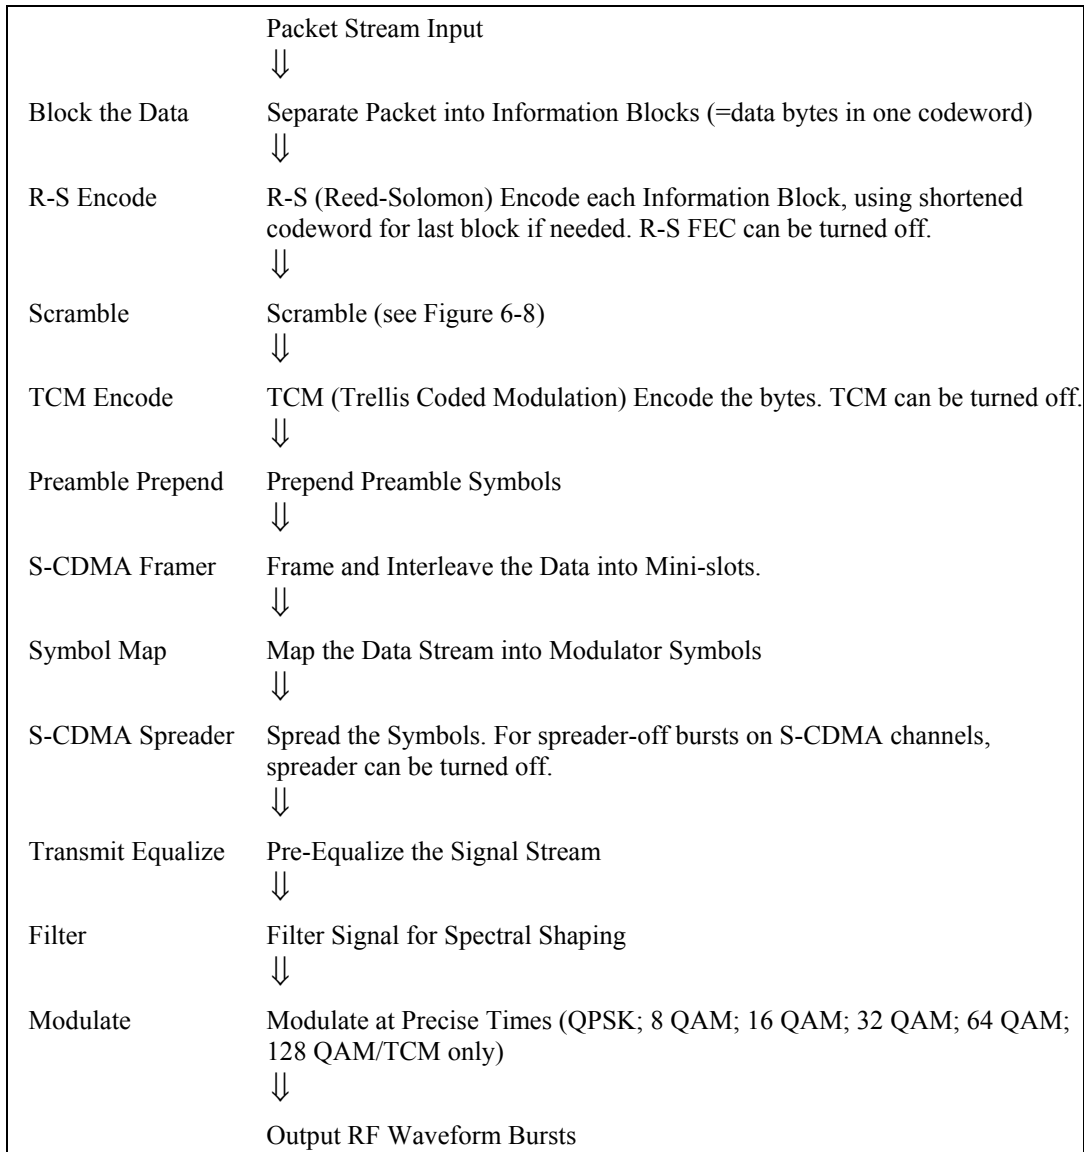 Packet Stream Input
⇓
Block the Data Separate Packet into Information Blocks (=data bytes in one codeword)
⇓
R-S Encode R-S (Reed-Solomon) Encode each Information Block, using shortened
codeword for last block if needed. R-S FEC can be turned off.
⇓
Scramble Scramble (see Figure 6-8)
⇓
TCM Encode TCM (Trellis Coded Modulation) Encode the bytes. TCM can be turned off.
⇓
Preamble Prepend Prepend Preamble Symbols
⇓
S-CDMA Framer Frame and Interleave the Data into Mini-slots.
⇓
Symbol Map Map the Data Stream into Modulator Symbols
⇓
S-CDMA Spreader Spread the Symbols. For spreader-off bursts on S-CDMA channels,
spreader can be turned off.
⇓
Transmit Equalize Pre-Equalize the Signal Stream
⇓
Filter Filter Signal for Spectral Shaping
⇓
Modulate Modulate at Precise Times (QPSK; 8 QAM; 16 QAM; 32 QAM; 64 QAM;
128 QAM/TCM only)
⇓
Output RF Waveform Bursts